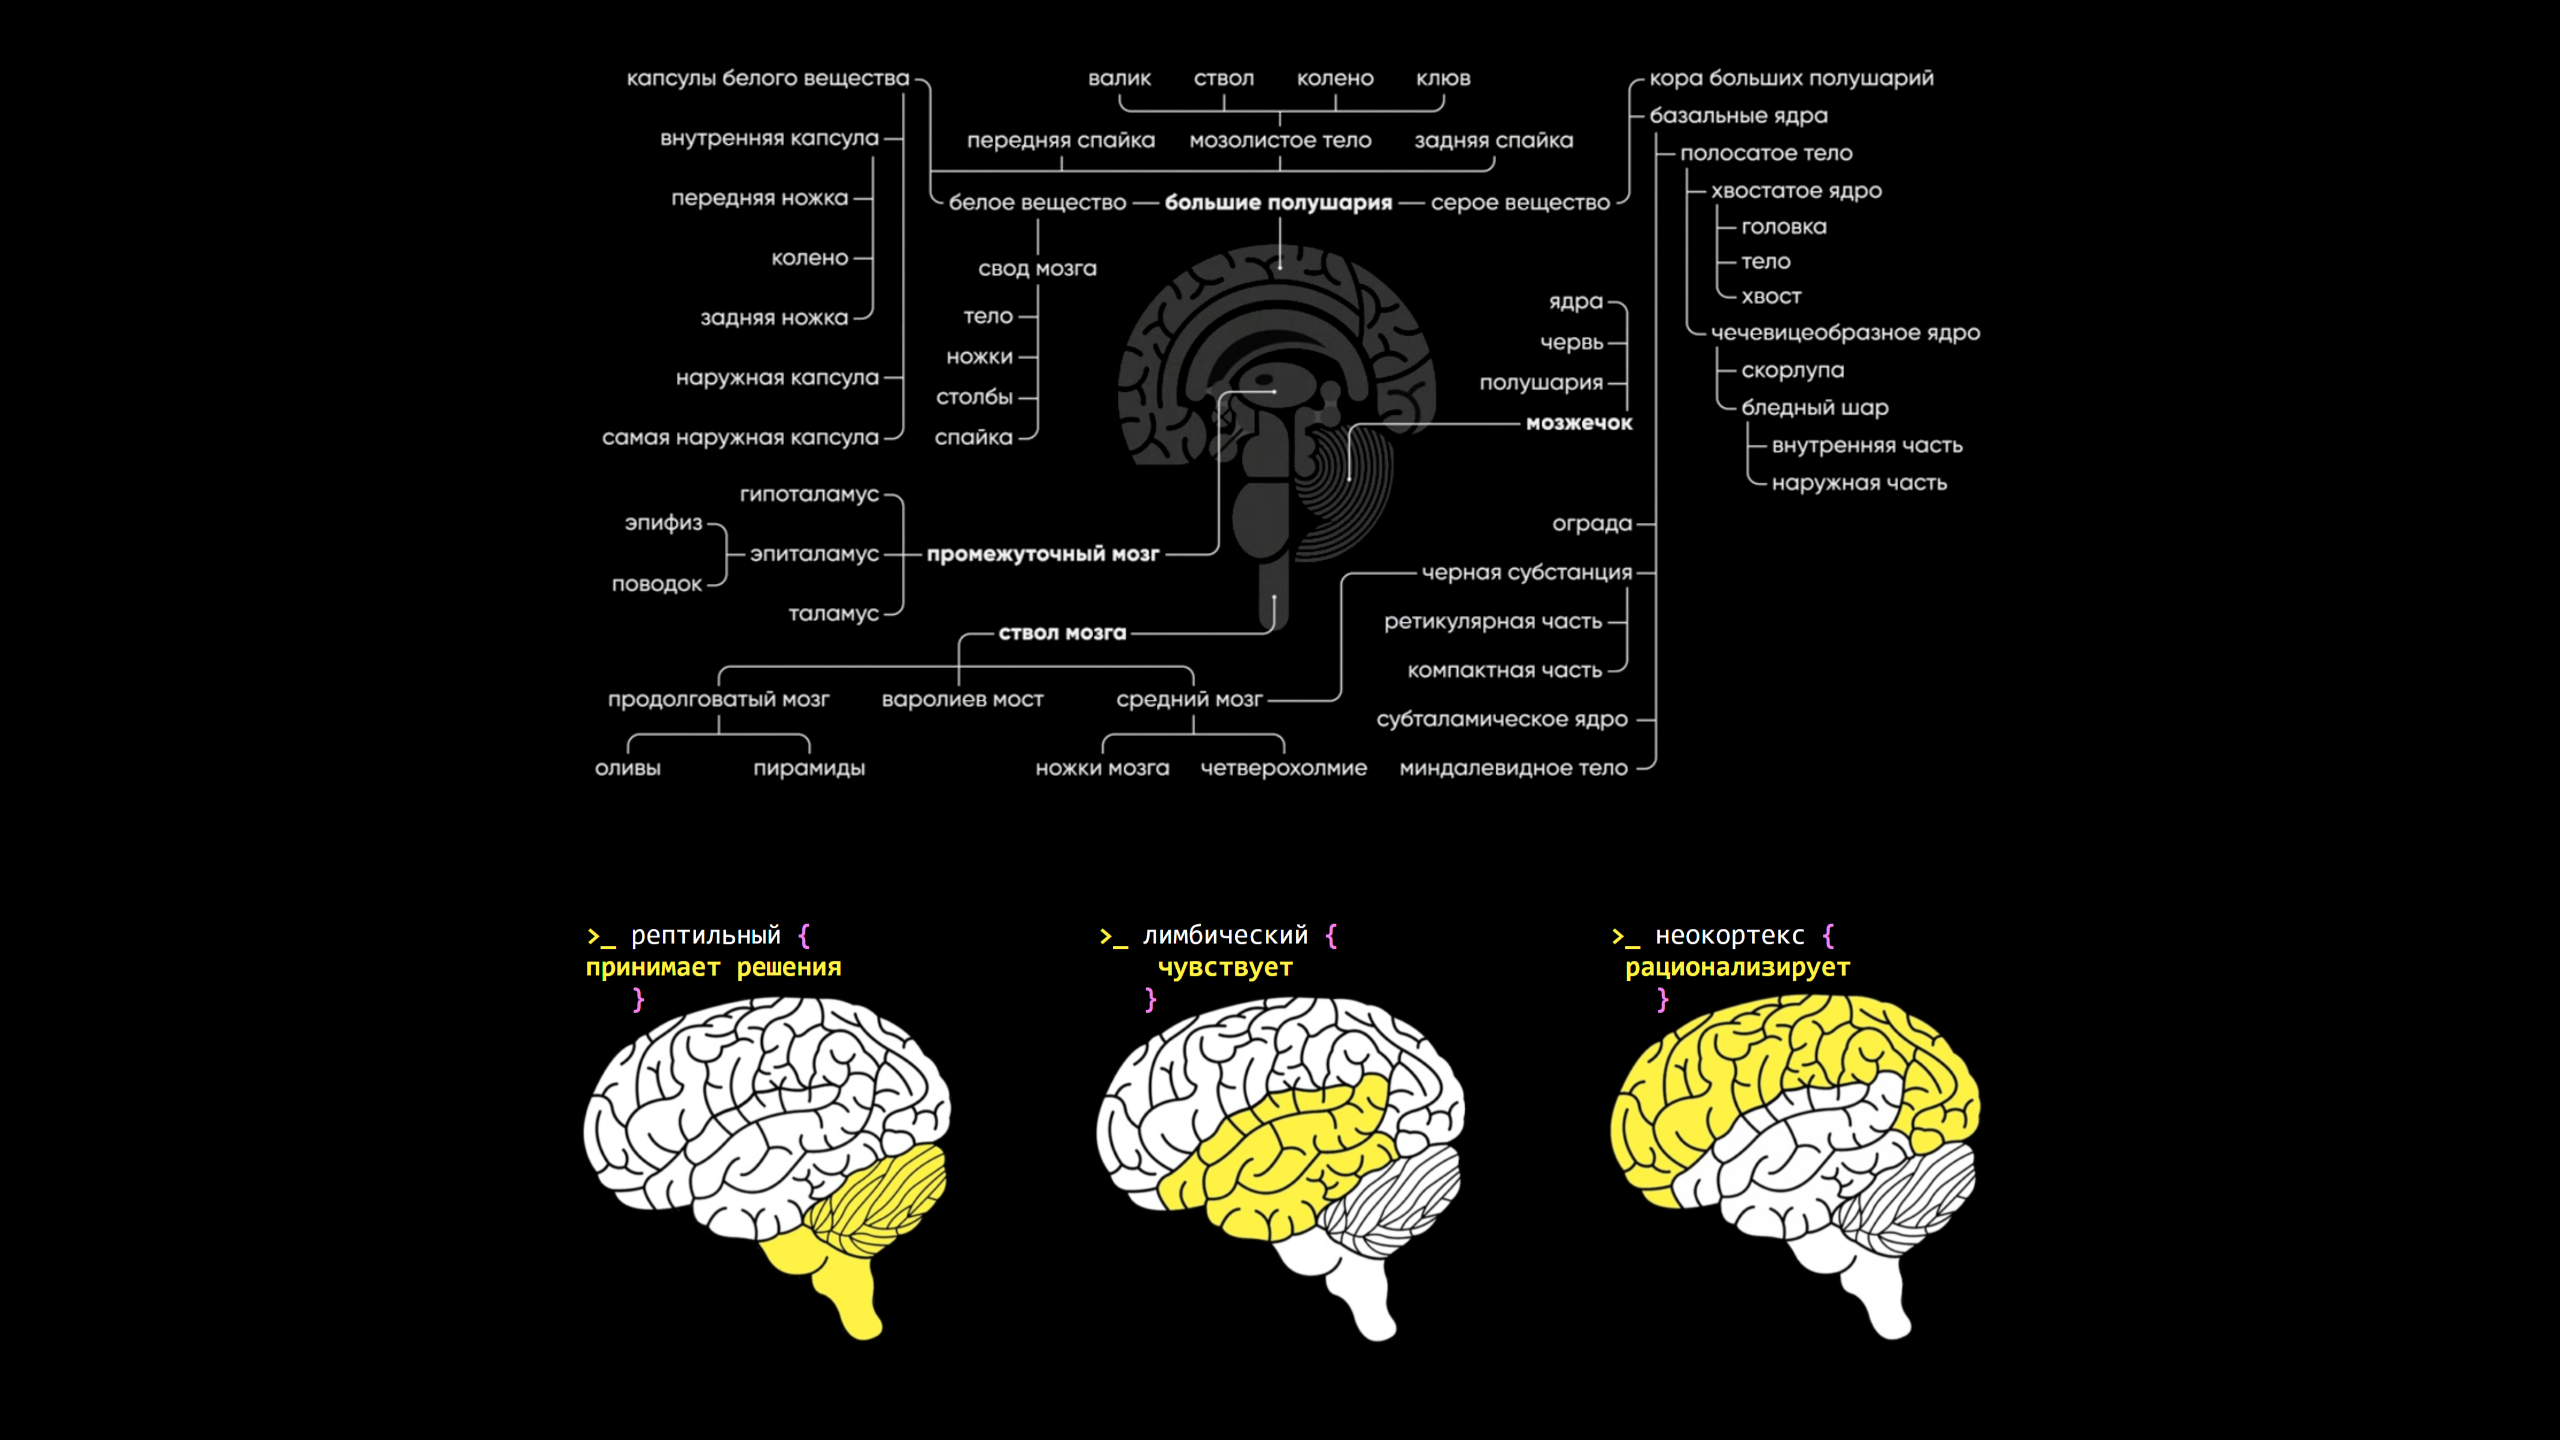 капсулы белого вещества
внутренняя капсула
передняя ножка
колено
задняя ножка
наружная капсула
самая наружная капсула
валик
ствол
колено
клюв
передняя спайка
мозолистое тело
задняя спайка
белое вещество
большие полушария
серое вещество
свод мозга
тело
ножки
столбы
спайка
кора больших полушарий
базальные ядра
полосатое тело
хвостатое ядро
головка
тело
хвост
чечевицеобразное ядро
скорлупа
бледный шар
внутренняя часть
наружная часть
ядра
червь
полушария
мозжечок
гипоталамус
эпифиз
эпиталамус
промежуточный мозг
поводок
таламус
ствол мозга
продолговатый мозг
варолиев мост
средний мозг
оливы
пирамиды
ножки мозга
четверохолмие
ограда
черная субстанция
ретикулярная часть
компактная часть
субталамическое ядро
миндалевидное тело
>_ рептильный {
принимает решения
}
>_ лимбический {
чувствует
}
>_ неокортекс {
рационализирует
}